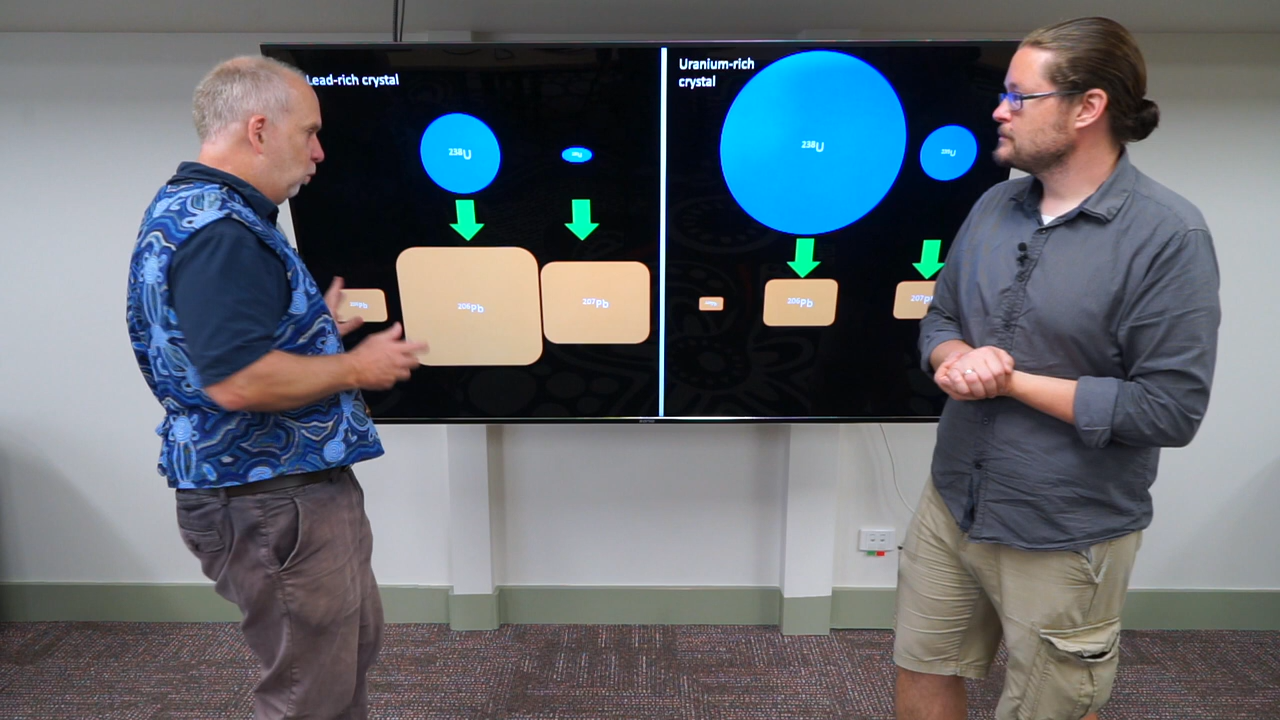 Lead-rich crystal
²³⁸U
²⁰⁶Pb
²⁰⁷Pb
Uranium-rich
crystal
²³⁸U
²⁰⁶Pb